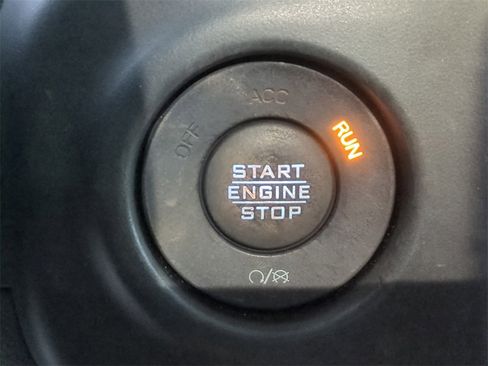 ACC
OFF
RUN
START
ENGINE
STOP